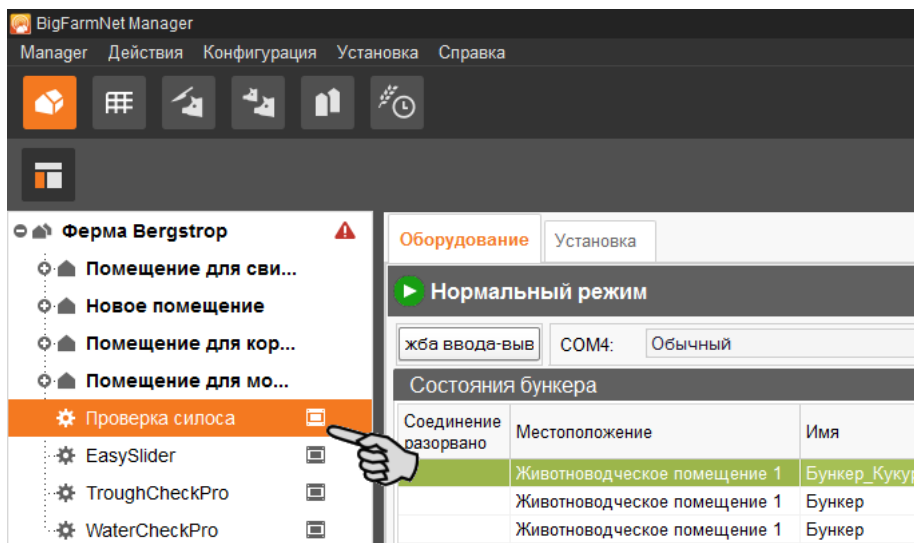 BigFarmNet Manager
Manager Действия Конфигурация Установка Справка
Ферма Bergstrop
Помещение для сви...
Новое помещение
Помещение для кор...
Помещение для мо...
Проверка силоса
EasySlider
TroughCheckPro
WaterCheckPro
Оборудование Установка
Нормальный режим
жба ввода-выв COM4: Обычный
Состояния бункера
Соединение
разорвано
Местоположение
Имя
Животноводческое помещение 1 Бункер_Кукур
Животноводческое помещение 1 Бункер
Животноводческое помещение 1 Бункер